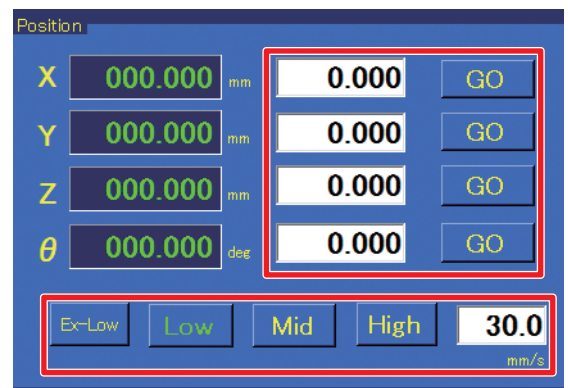 Position
X 000.000 mm 0.000 GO
Y 000.000 mm 0.000 GO
Z 000.000 mm 0.000 GO
θ 000.000 deg 0.000 GO
Ex-Low Low Mid High 30.0
mm/s